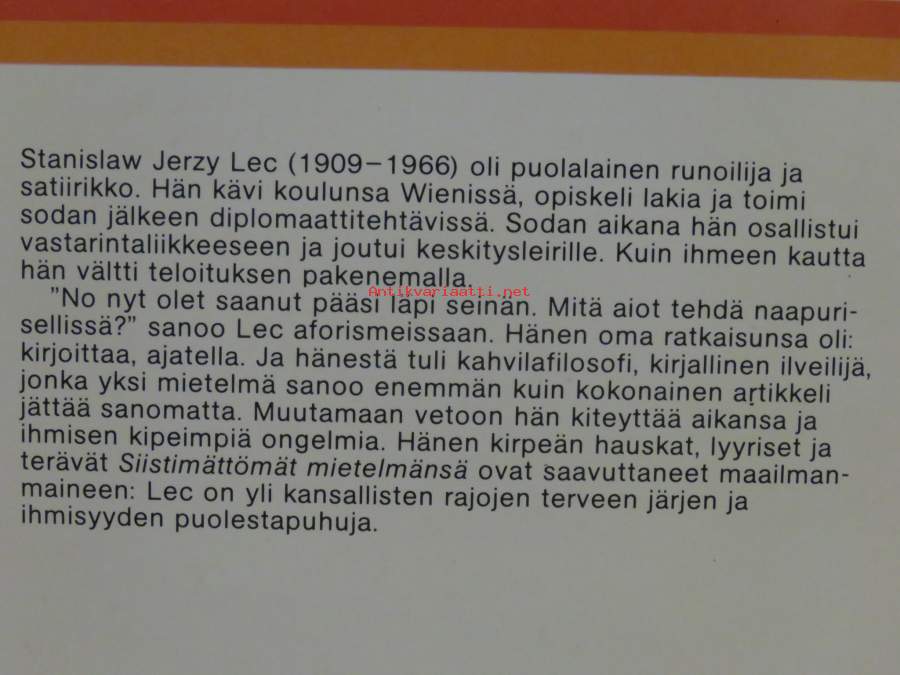 Stanislaw Jerzy Lec (1909–1966) oli puolalainen runoilija ja
satiirikko. Hän kävi koulunsa Wienissä, opiskeli lakia ja toimi
sodan jälkeen diplomaattitehtävissä. Sodan aikana hän osallistui
vastarintaliikkeeseen ja joutui keskitysleirille. Kuin ihmeen kautta
hän vältti teloituksen pakenemalla.
Antikvariaatti.net
"No nyt olet saanut pääsi läpi seinän. Mitä aiot tehdä naapuri-
sellissä?" sanoo Lec aforismeissaan. Hänen oma ratkaisunsa oli:
kirjoittaa, ajatella. Ja hänestä tuli kahvilafilosofi, kirjallinen ilveilijä,
jonka yksi mietelmä sanoo enemmän kuin kokonainen artikkeli
jättää sanomatta. Muutamaan vetoon hän kiteyttää aikansa ja
ihmisen kipeimpiä ongelmia. Hänen kirpeän hauskat, lyyriset ja
terävät Siistimättömät mietelmänsä ovat saavuttaneet maailman-
maineen: Lec on yli kansallisten rajojen terveen järjen ja
ihmisyyden puolestapuhuja.